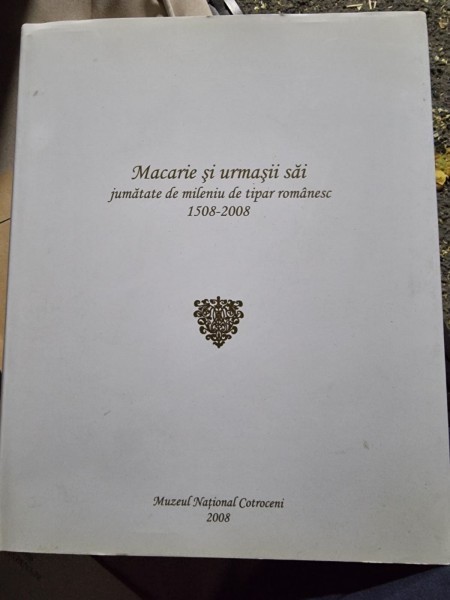 Macarie şi urmaşii săi
jumătate de mileniu de tipar românesc
1508-2008
Muzeul Naţional Cotroceni
2008